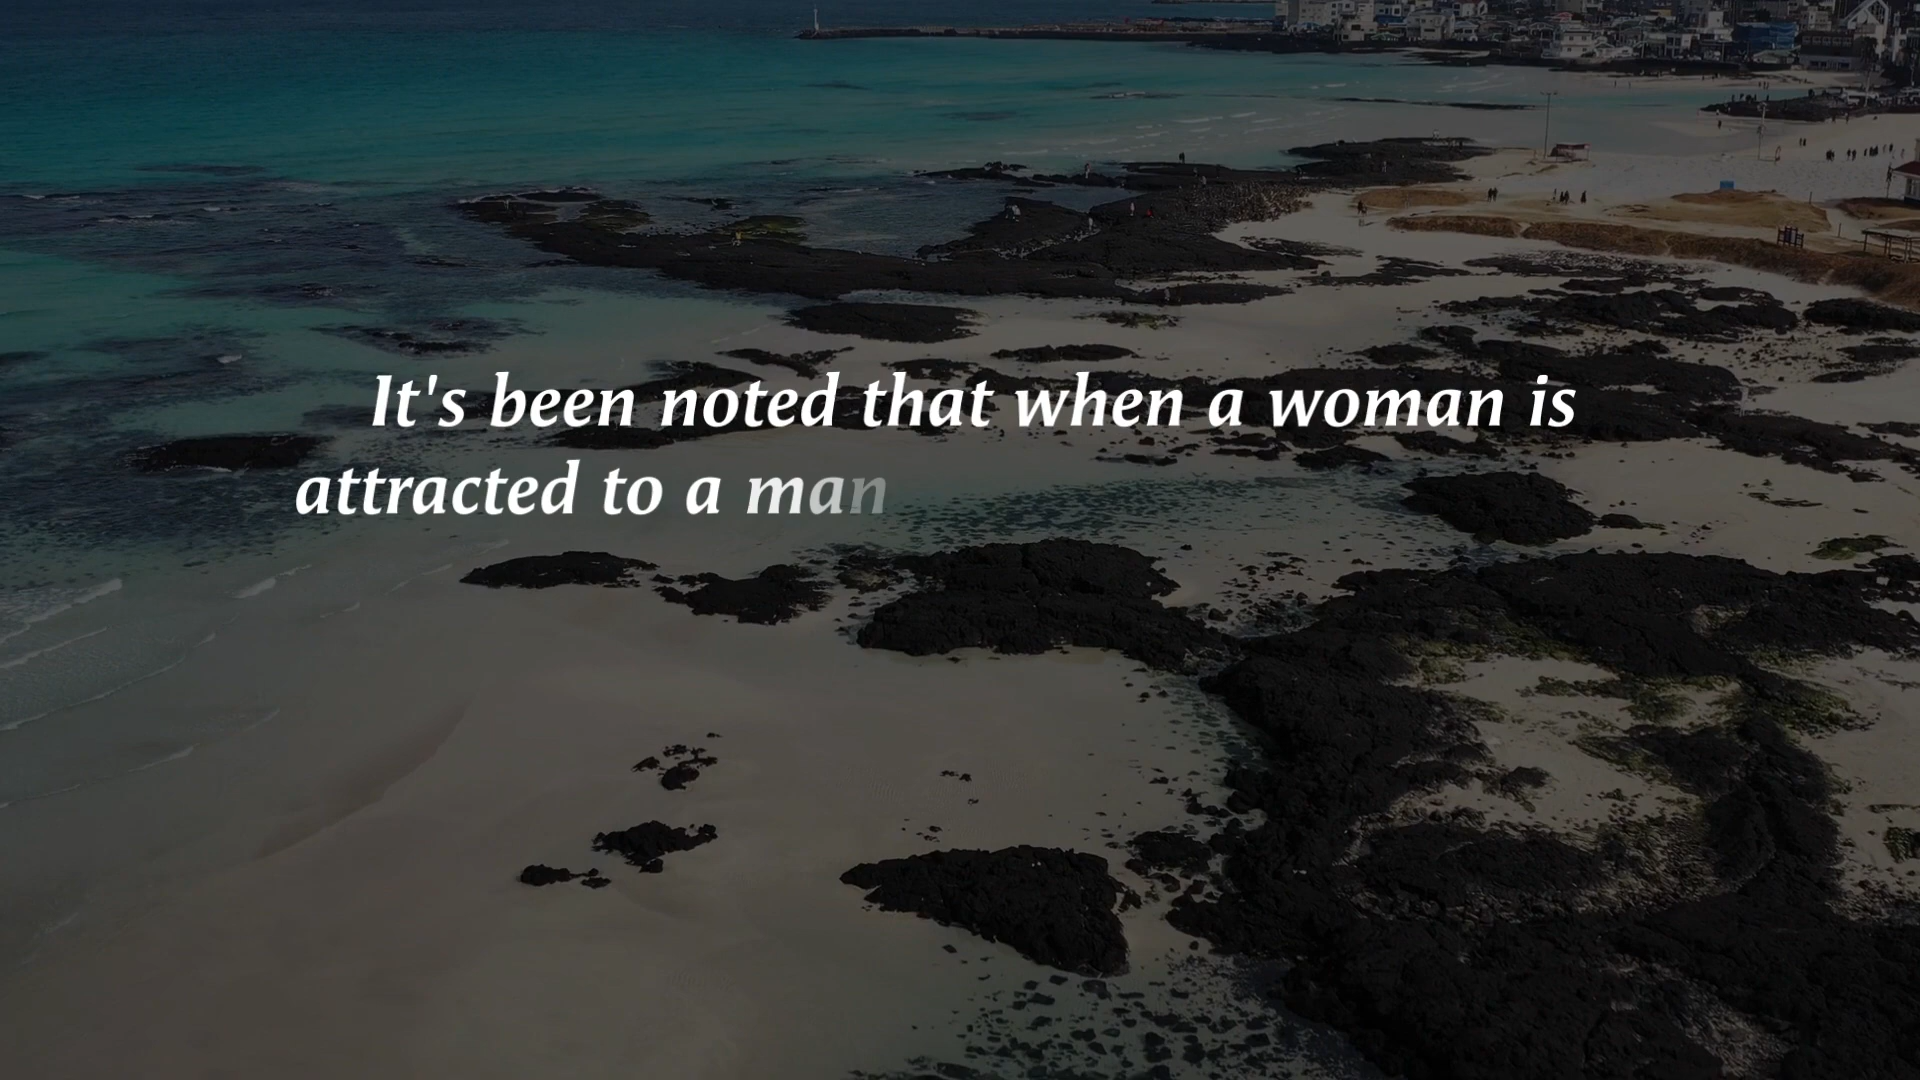 It's been noted that when a woman is
attracted to a man